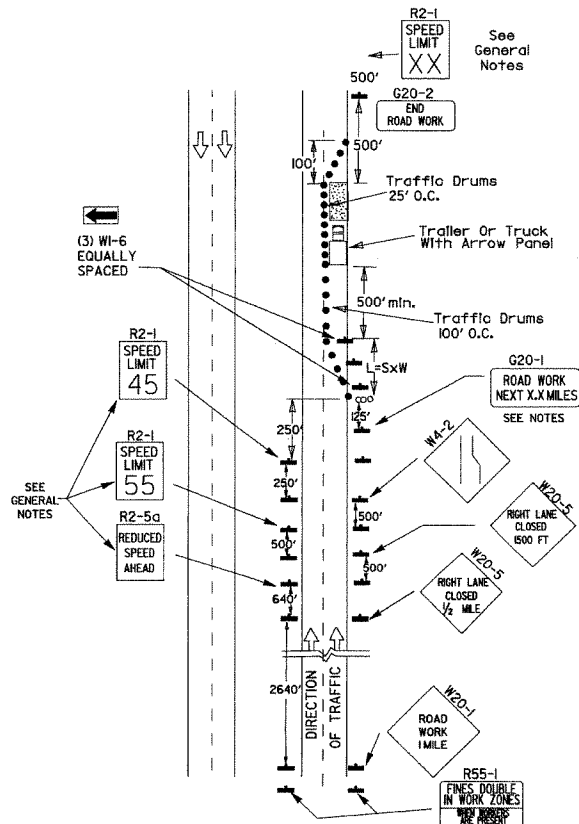 R2-1
SPEED
LIMIT
XX
See
General
Notes
500'
G20-2
END
ROAD WORK
500'
100'
Traffic Drums
25' O.C.
Trailer Or Truck
With Arrow Panel
(3) W1-6
EQUALLY
SPACED
500' min.
Traffic Drums
100' O.C.
R2-1
SPEED
LIMIT
45
L=SxW
G20-1
ROAD WORK
NEXT X.X MILES
SEE NOTES
125'
250'
W4-2
R2-1
SPEED
LIMIT
55
250'
SEE
GENERAL
NOTES
500'
W20-5
RIGHT LANE
CLOSED
1500 FT
R2-5a
REDUCED
SPEED
AHEAD
500'
500'
W20-5
RIGHT LANE
CLOSED
1/2 MILE
640'
2640'
DIRECTION
OF TRAFFIC
W20-1
ROAD
WORK
1 MILE
R55-1
FINES DOUBLE
IN WORK ZONES
WHEN WORKERS
ARE PRESENT